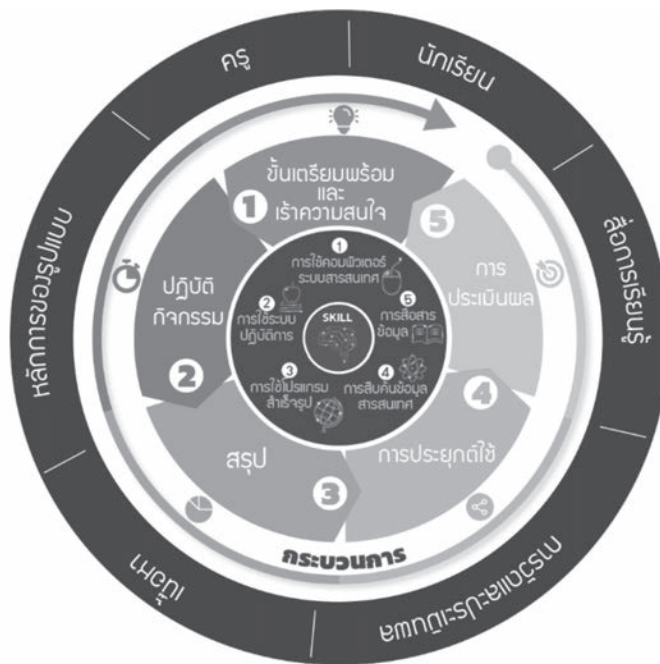 ครู
นักเรียน
สื่อการเรียนรู้
การวัดและประเมินผล
เนื้อหา
หลักการของรูปแบบ
1
ขั้นเตรียมพร้อม
และ
เร้าความสนใจ
2
ปฏิบัติ
กิจกรรม
3
สรุป
4
การประยุกต์ใช้
5
การ
ประเมินผล
กระบวนการ
1
การใช้คอมพิวเตอร์
ระบบสารสนเทศ
2
การใช้ระบบ
ปฏิบัติการ
3
การใช้โปรแกรม
สำเร็จรูป
4
การสืบค้นข้อมูล
สารสนเทศ
5
การสื่อสาร
ข้อมูล
SKILL